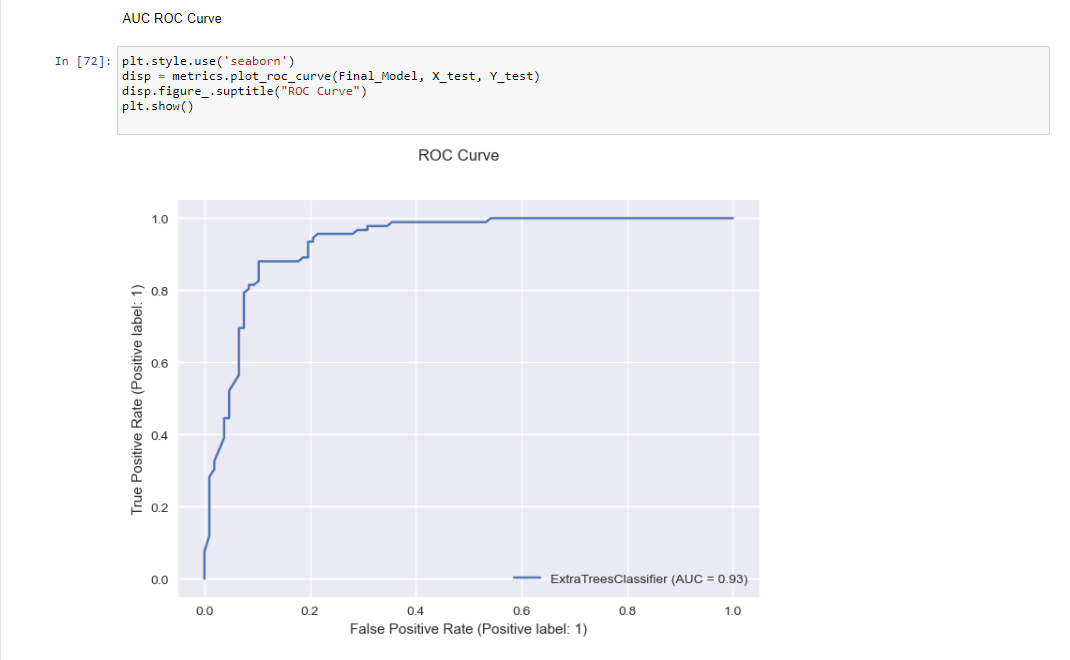 AUC ROC Curve
In [72]: plt.style.use('seaborn')
disp = metrics.plot_roc_curve(Final_Model, X_test, Y_test)
disp.figure_.suptitle("ROC Curve")
plt.show()
ROC Curve
True Positive Rate (Positive label: 1)
1.0
0.8
0.6
0.4
0.2
0.0
ExtraTreesClassifier (AUC = 0.93)
0.0 0.2 0.4 0.6 0.8 1.0
False Positive Rate (Positive label: 1)